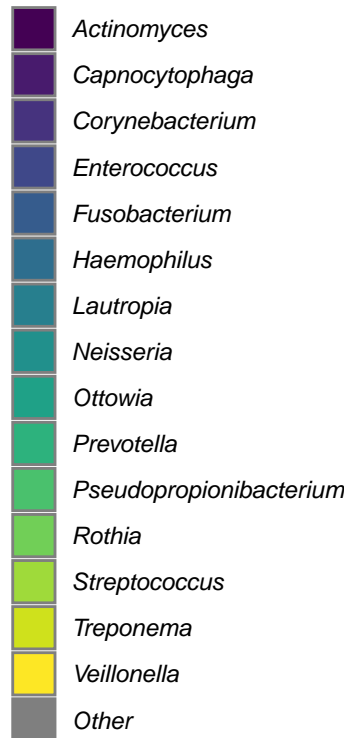 Actinomyces
Capnocytophaga
Corynebacterium
Enterococcus
Fusobacterium
Haemophilus
Lautropia
Neisseria
Ottowia
Prevotella
Pseudopropionibacterium
Rothia
Streptococcus
Treponema
Veillonella
Other